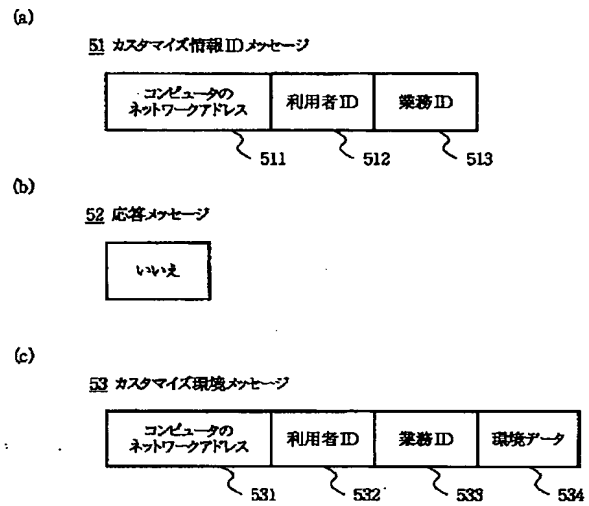 (a)
51 カスタマイズ情報IDメッセージ
コンピュータの
ネットワークアドレス
利用者ID
業務ID
511
512
513
(b)
52 応答メッセージ
いいえ
(c)
53 カスタマイズ環境メッセージ
コンピュータの
ネットワークアドレス
利用者ID
業務ID
環境データ
531
532
533
534